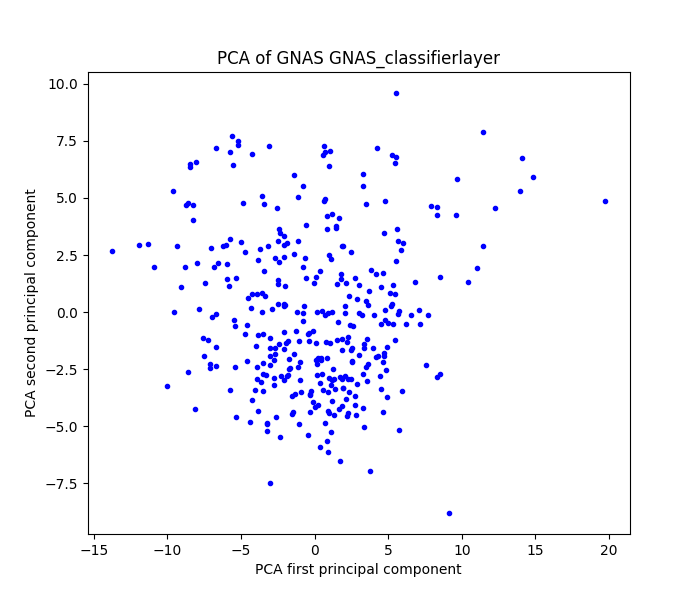 PCA of GNAS GNAS_classifierlayer
10.0
7.5
5.0
2.5
0.0
−2.5
−5.0
−7.5
PCA second principal component
−15 −10 −5 0 5 10 15 20
PCA first principal component